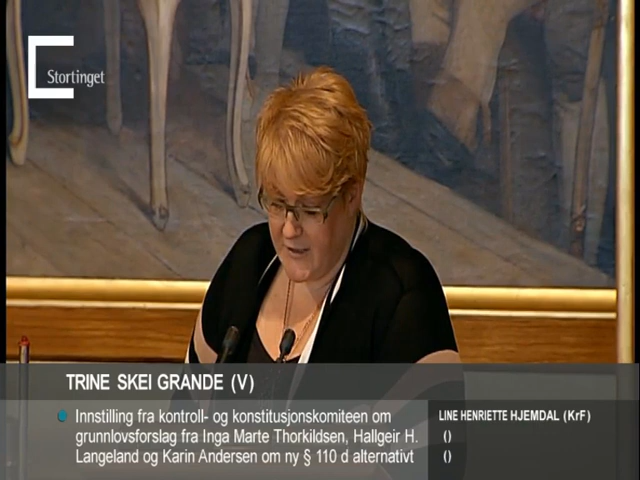 Stortinget
TRINE SKEI GRANDE (V)
Innstilling fra kontroll- og konstitusjonskomiteen om
grunnlovsforslag fra Inga Marte Thorkildsen, Hallgeir H.
Langeland og Karin Andersen om ny § 110 d alternativt
LINE HENRIETTE HJEMDAL (KrF)
()
()